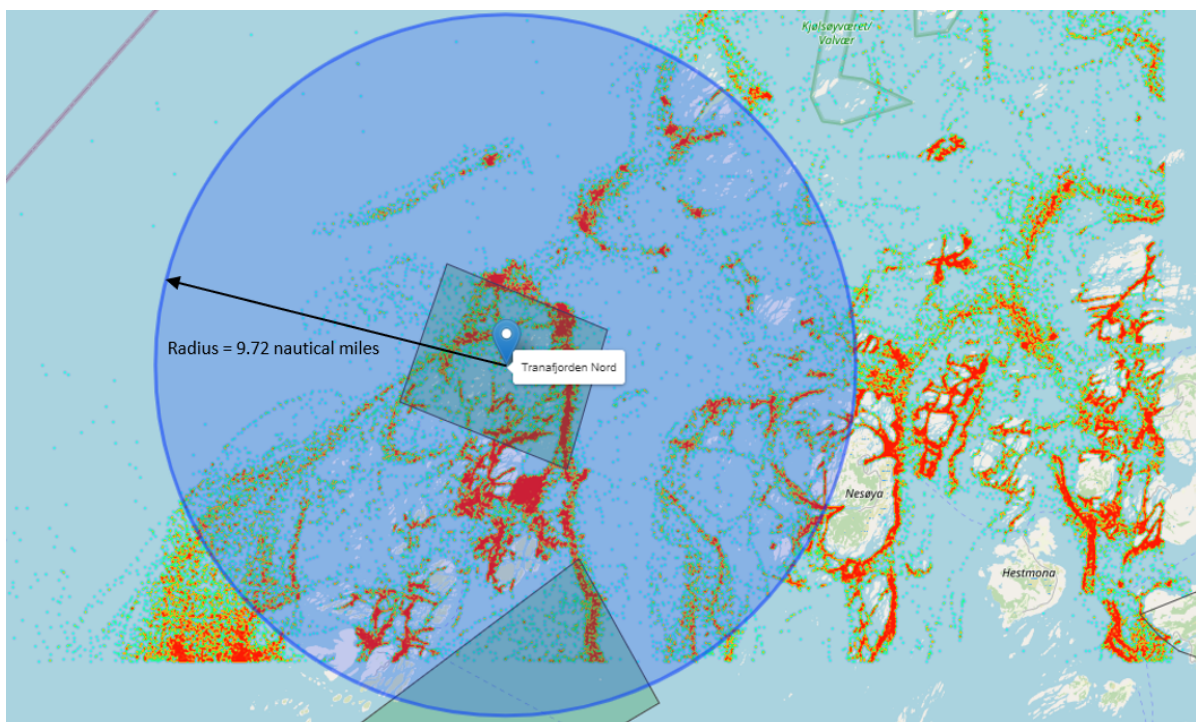 Kjølsøyværet/
Valvær
Radius = 9.72 nautical miles
Tranafjorden Nord
Nesøya
Hestmona